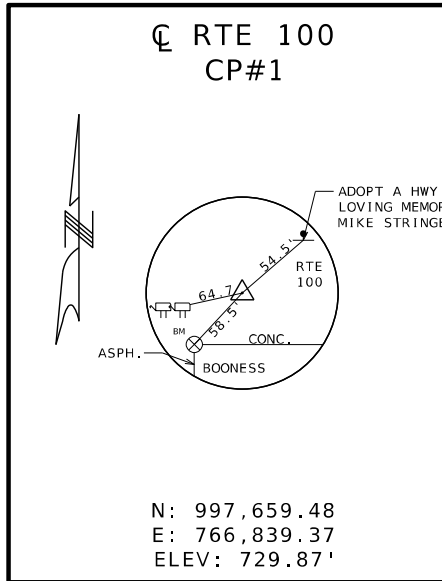 ℄ RTE 100
CP#1
ADOPT A HWY
LOVING MEMOR
MIKE STRINGE
54.5'
RTE
100
64.7
58.5'
BM
CONC.
ASPH.
BOONESS
N: 997,659.48
E: 766,839.37
ELEV: 729.87'